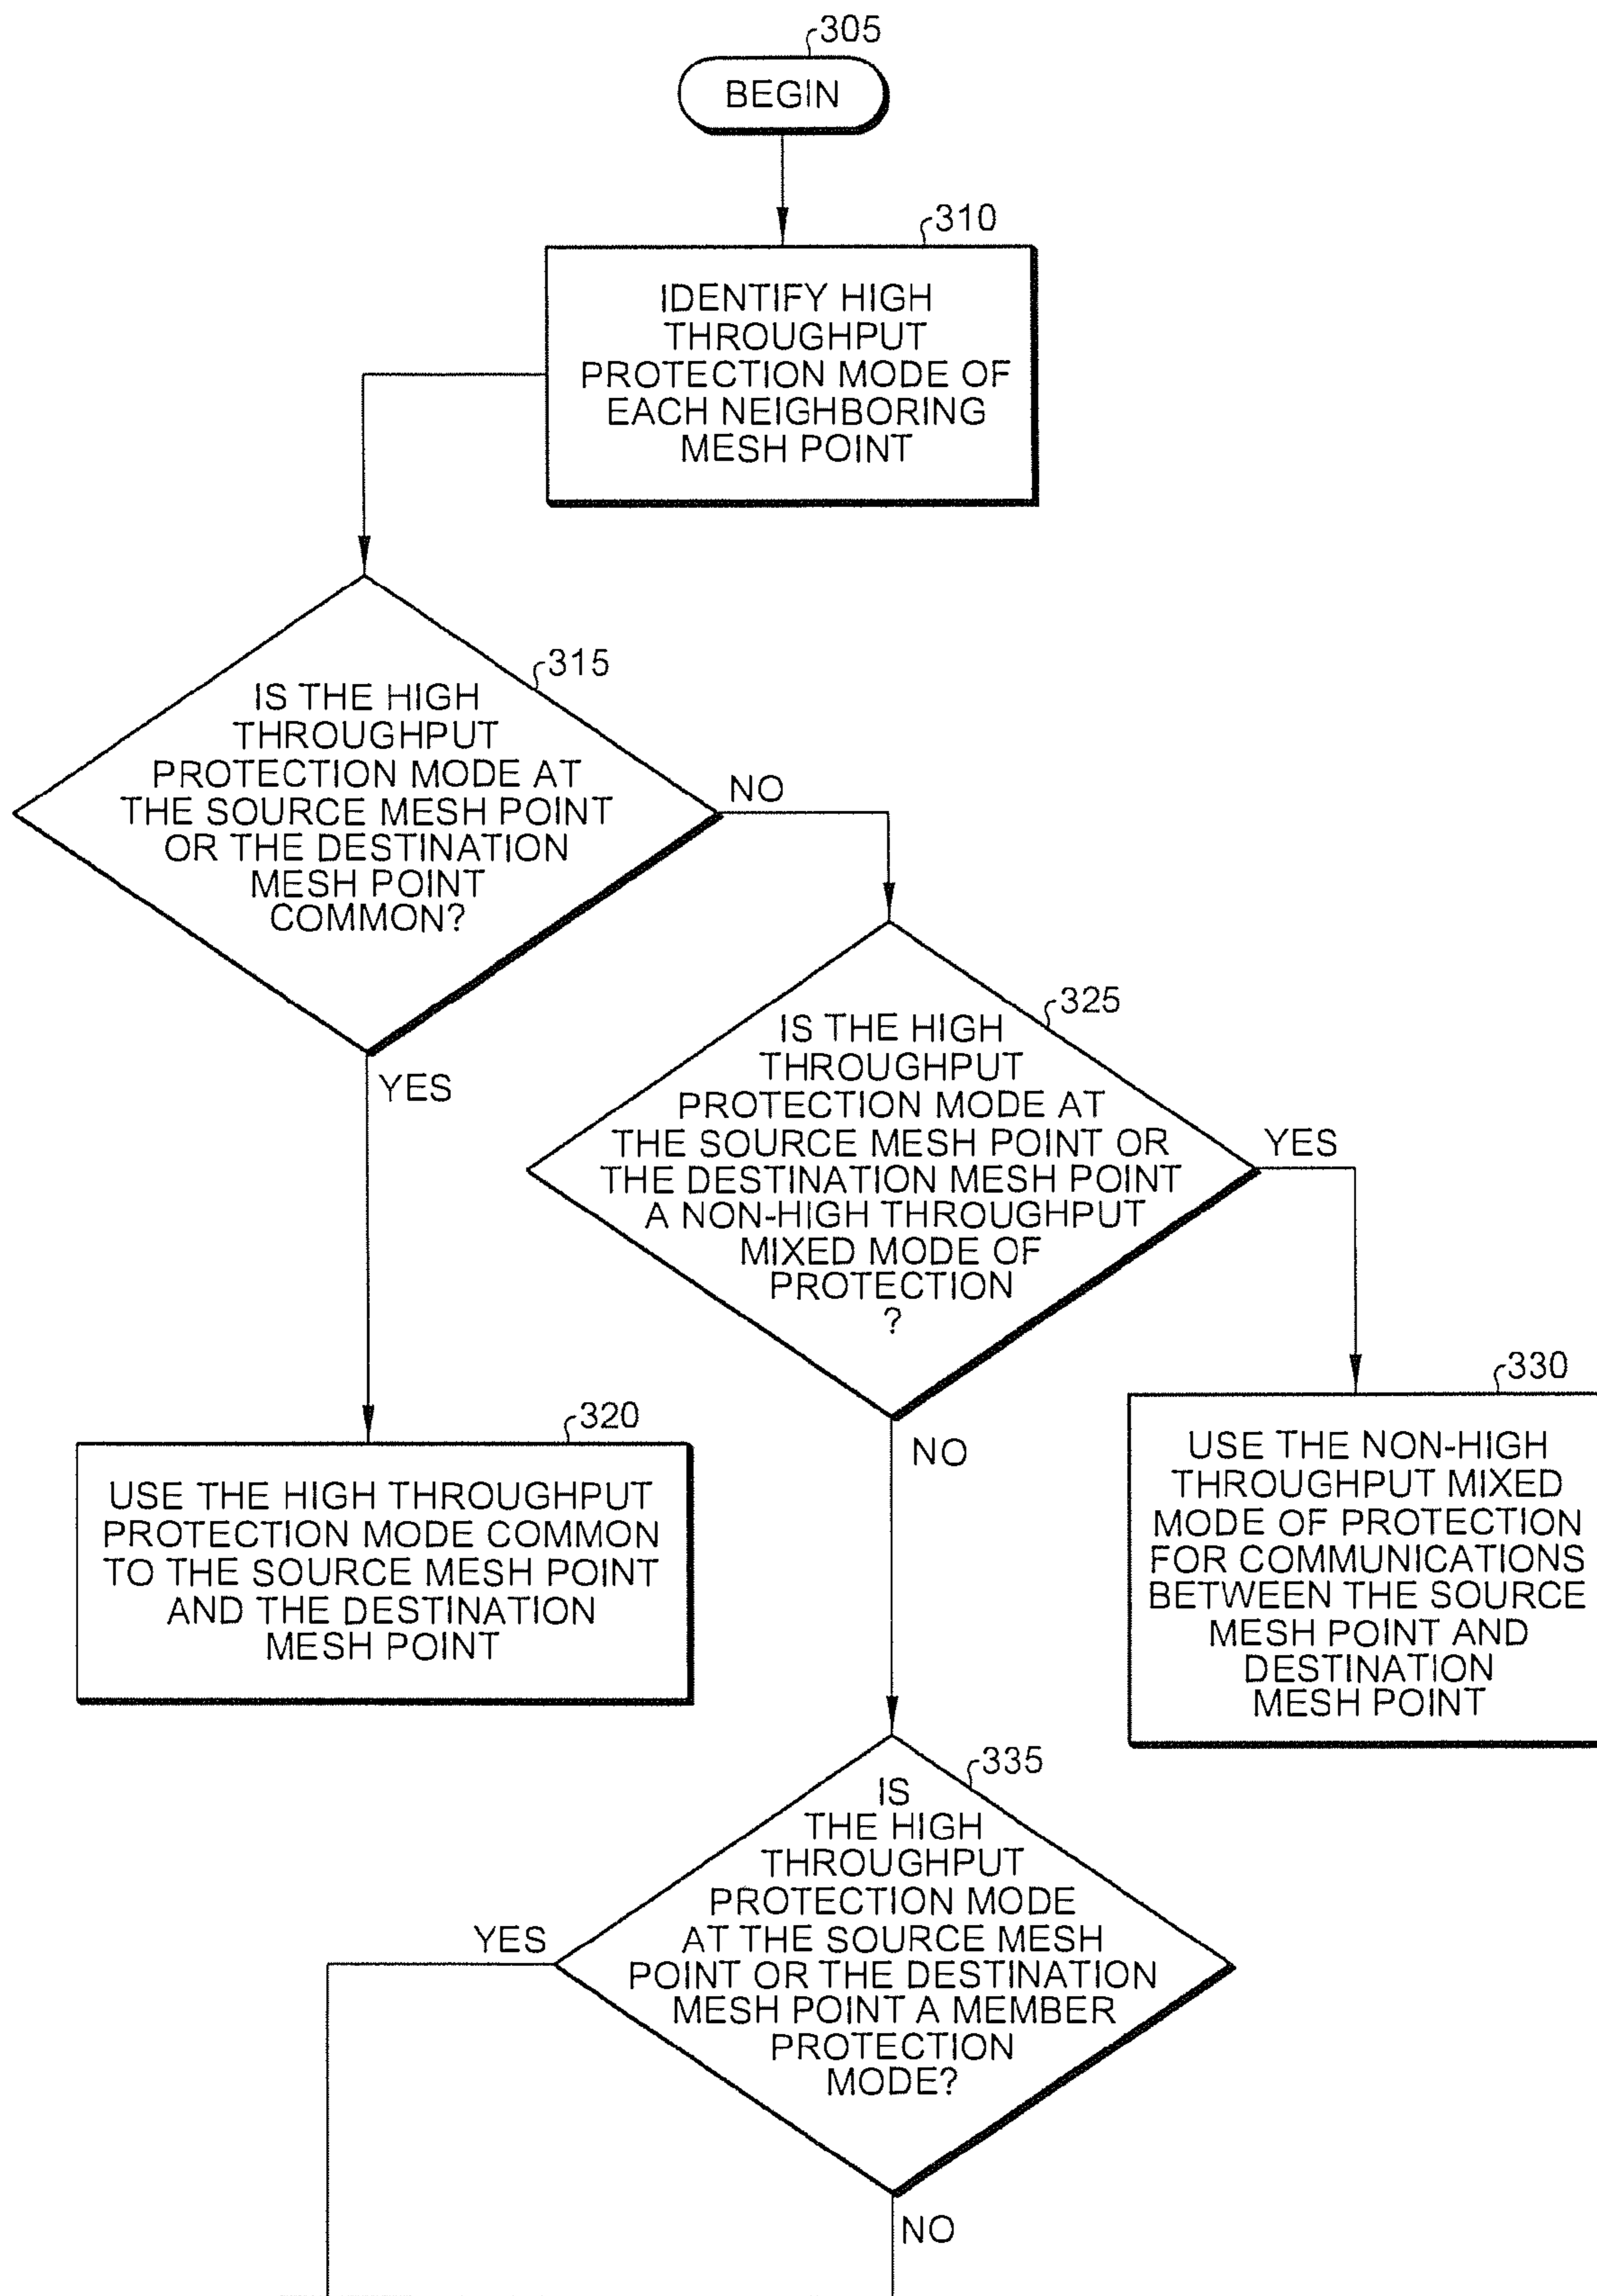 305
BEGIN
310
IDENTIFY HIGH
THROUGHPUT
PROTECTION MODE OF
EACH NEIGHBORING
MESH POINT
315
IS THE HIGH
THROUGHPUT
PROTECTION MODE AT
THE SOURCE MESH POINT
OR THE DESTINATION
MESH POINT
COMMON?
NO
YES
325
IS THE HIGH
THROUGHPUT
PROTECTION MODE AT
THE SOURCE MESH POINT OR
THE DESTINATION MESH POINT
A NON-HIGH THROUGHPUT
MIXED MODE OF
PROTECTION
?
YES
NO
320
USE THE HIGH THROUGHPUT
PROTECTION MODE COMMON
TO THE SOURCE MESH POINT
AND THE DESTINATION
MESH POINT
330
USE THE NON-HIGH
THROUGHPUT MIXED
MODE OF PROTECTION
FOR COMMUNICATIONS
BETWEEN THE SOURCE
MESH POINT AND
DESTINATION
MESH POINT
335
IS
THE HIGH
THROUGHPUT
PROTECTION MODE
AT THE SOURCE MESH
POINT OR THE DESTINATION
MESH POINT A MEMBER
PROTECTION
MODE?
YES
NO